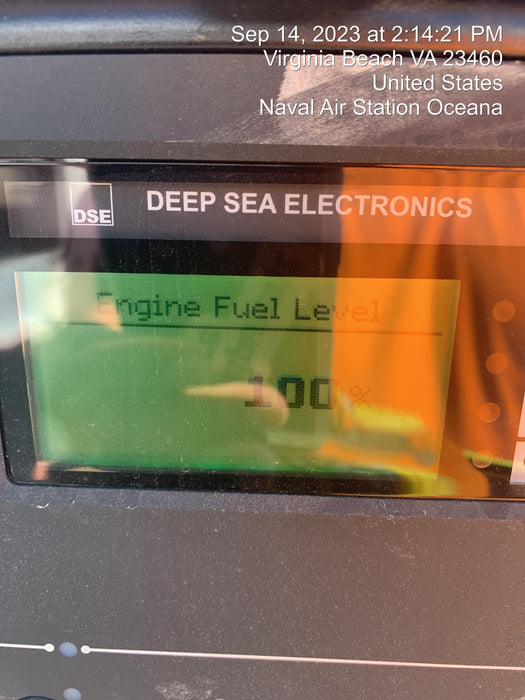 Sep 14, 2023 at 2:14:21 PM
Virginia Beach VA 23460
United States
Naval Air Station Oceana
DSE DEEP SEA ELECTRONICS
Engine Fuel Level
100 %